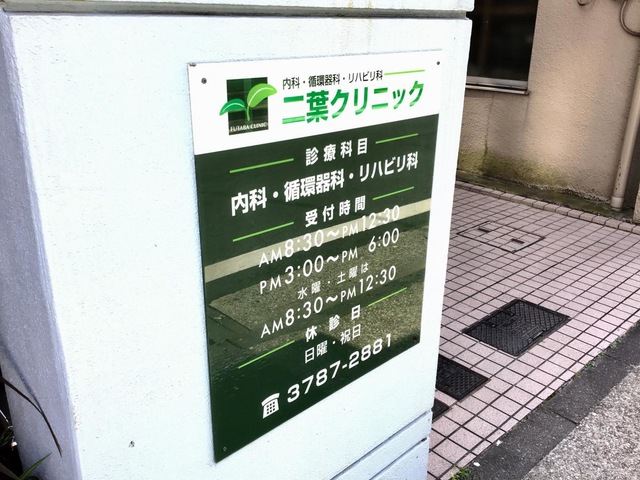 内科・循環器科・リハビリ科
二葉クリニック
FUTABA CLINIC
診療科目
内科・循環器科・リハビリ科
受付時間
AM8:30〜PM12:30
PM3:00〜PM 6:00
水曜・土曜は
AM8:30〜PM12:30
休診日
日曜・祝日
☎ 3787-2881